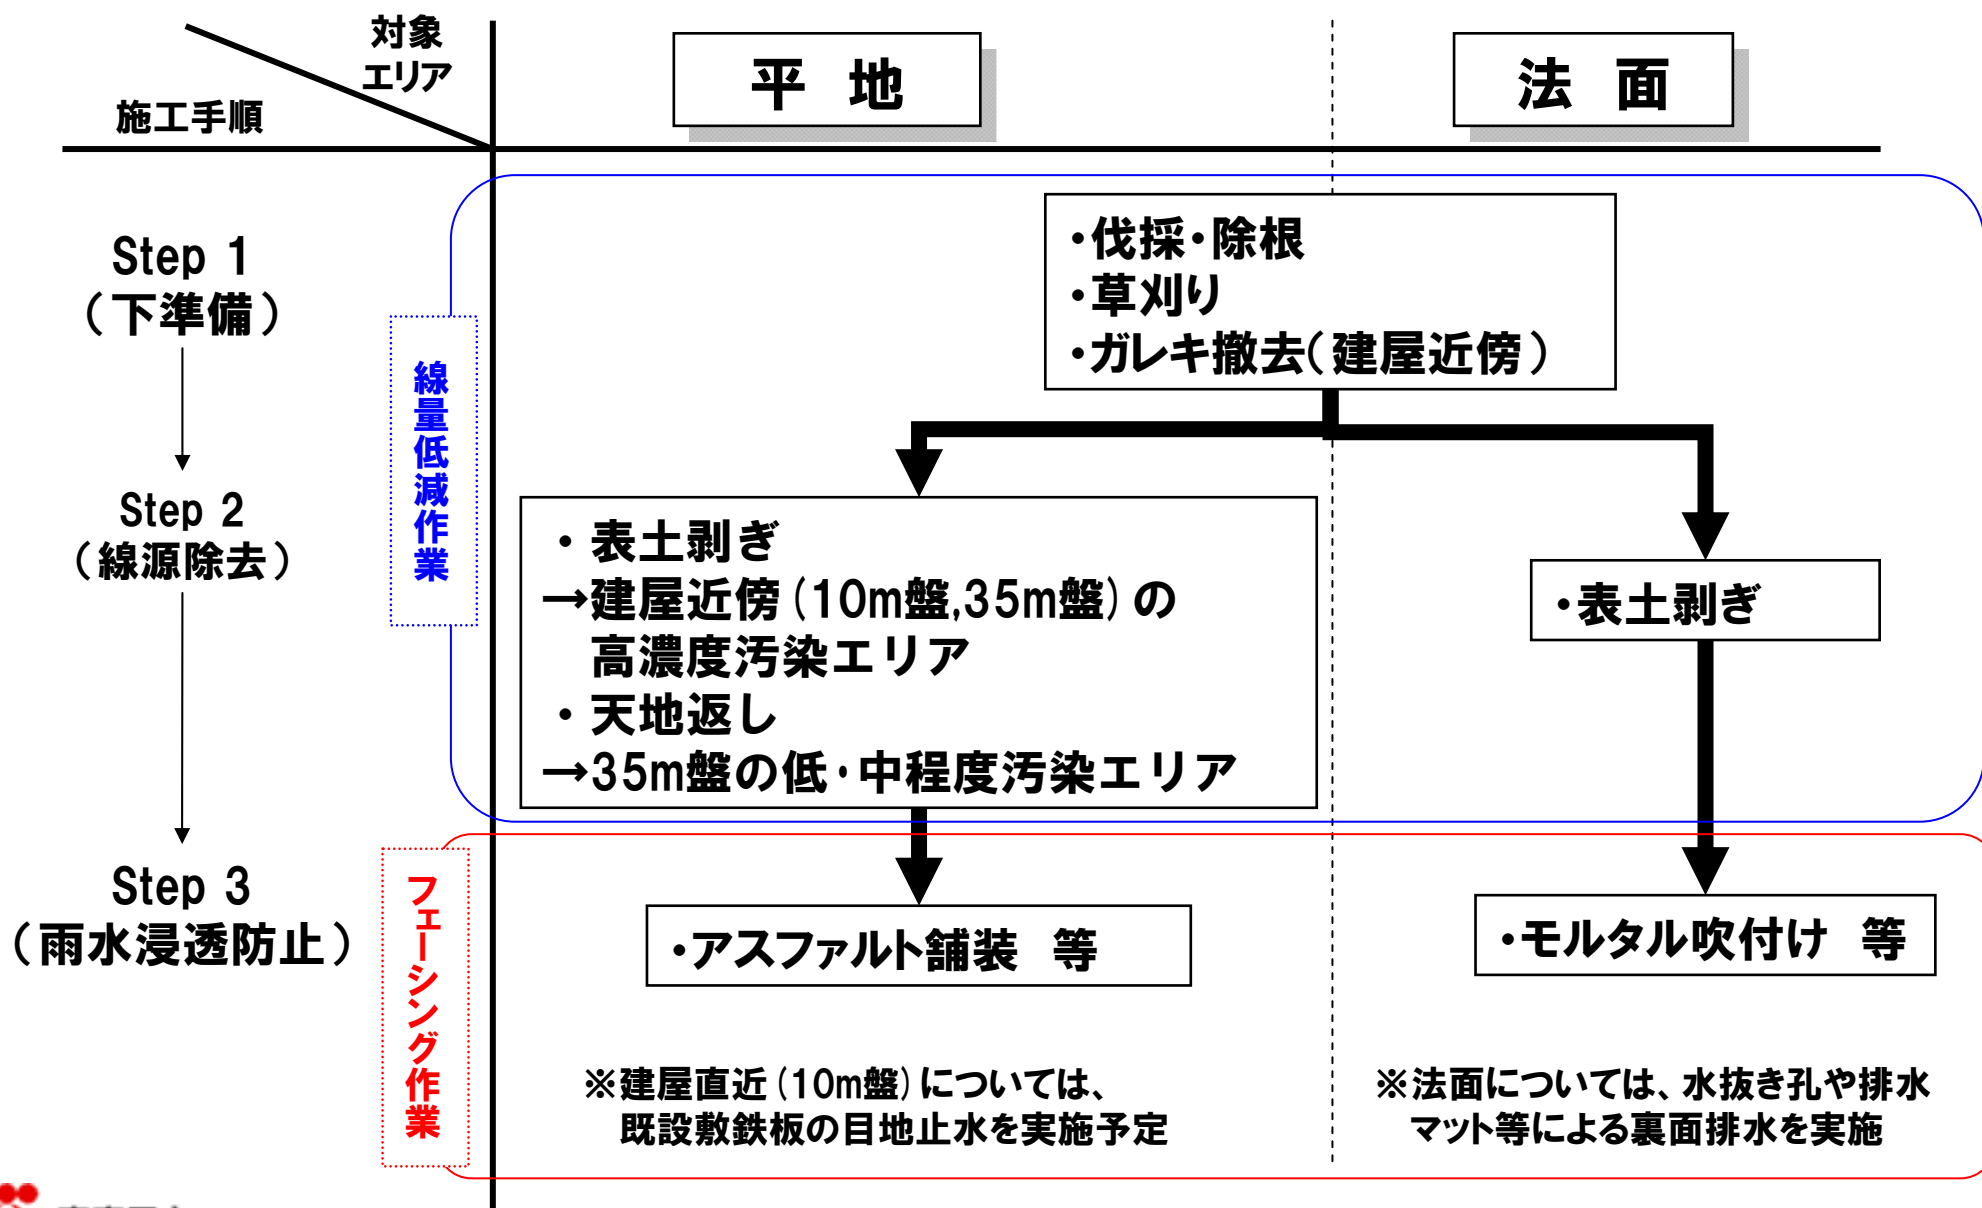 対象
エリア
施工手順
平　地
法　面
Step 1
（下準備）
・伐採・除根
・草刈り
・ガレキ撤去（建屋近傍）
線量低減作業
Step 2
（線源除去）
・表土剥ぎ
→建屋近傍（10m盤,35m盤）の
高濃度汚染エリア
・天地返し
→35m盤の低・中程度汚染エリア
・表土剥ぎ
Step 3
（雨水浸透防止）
フェーシング作業
・アスファルト舗装　等
・モルタル吹付け　等
※建屋直近（10m盤）については、
既設敷鉄板の目地止水を実施予定
※法面については、水抜き孔や排水
マット等による裏面排水を実施